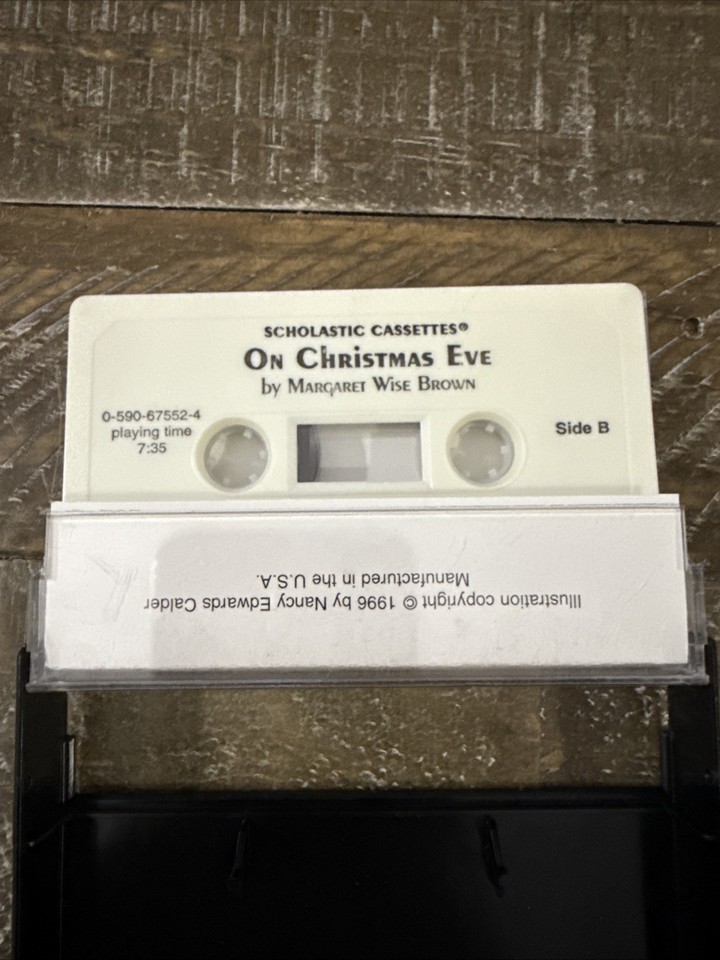 SCHOLASTIC CASSETTES®
ON CHRISTMAS EVE
by MARGARET WISE BROWN
0-590-67552-4
playing time
7:35
Side B
Illustration copyright © 1996 by Nancy Edwards Calder
Manufactured in the U.S.A.